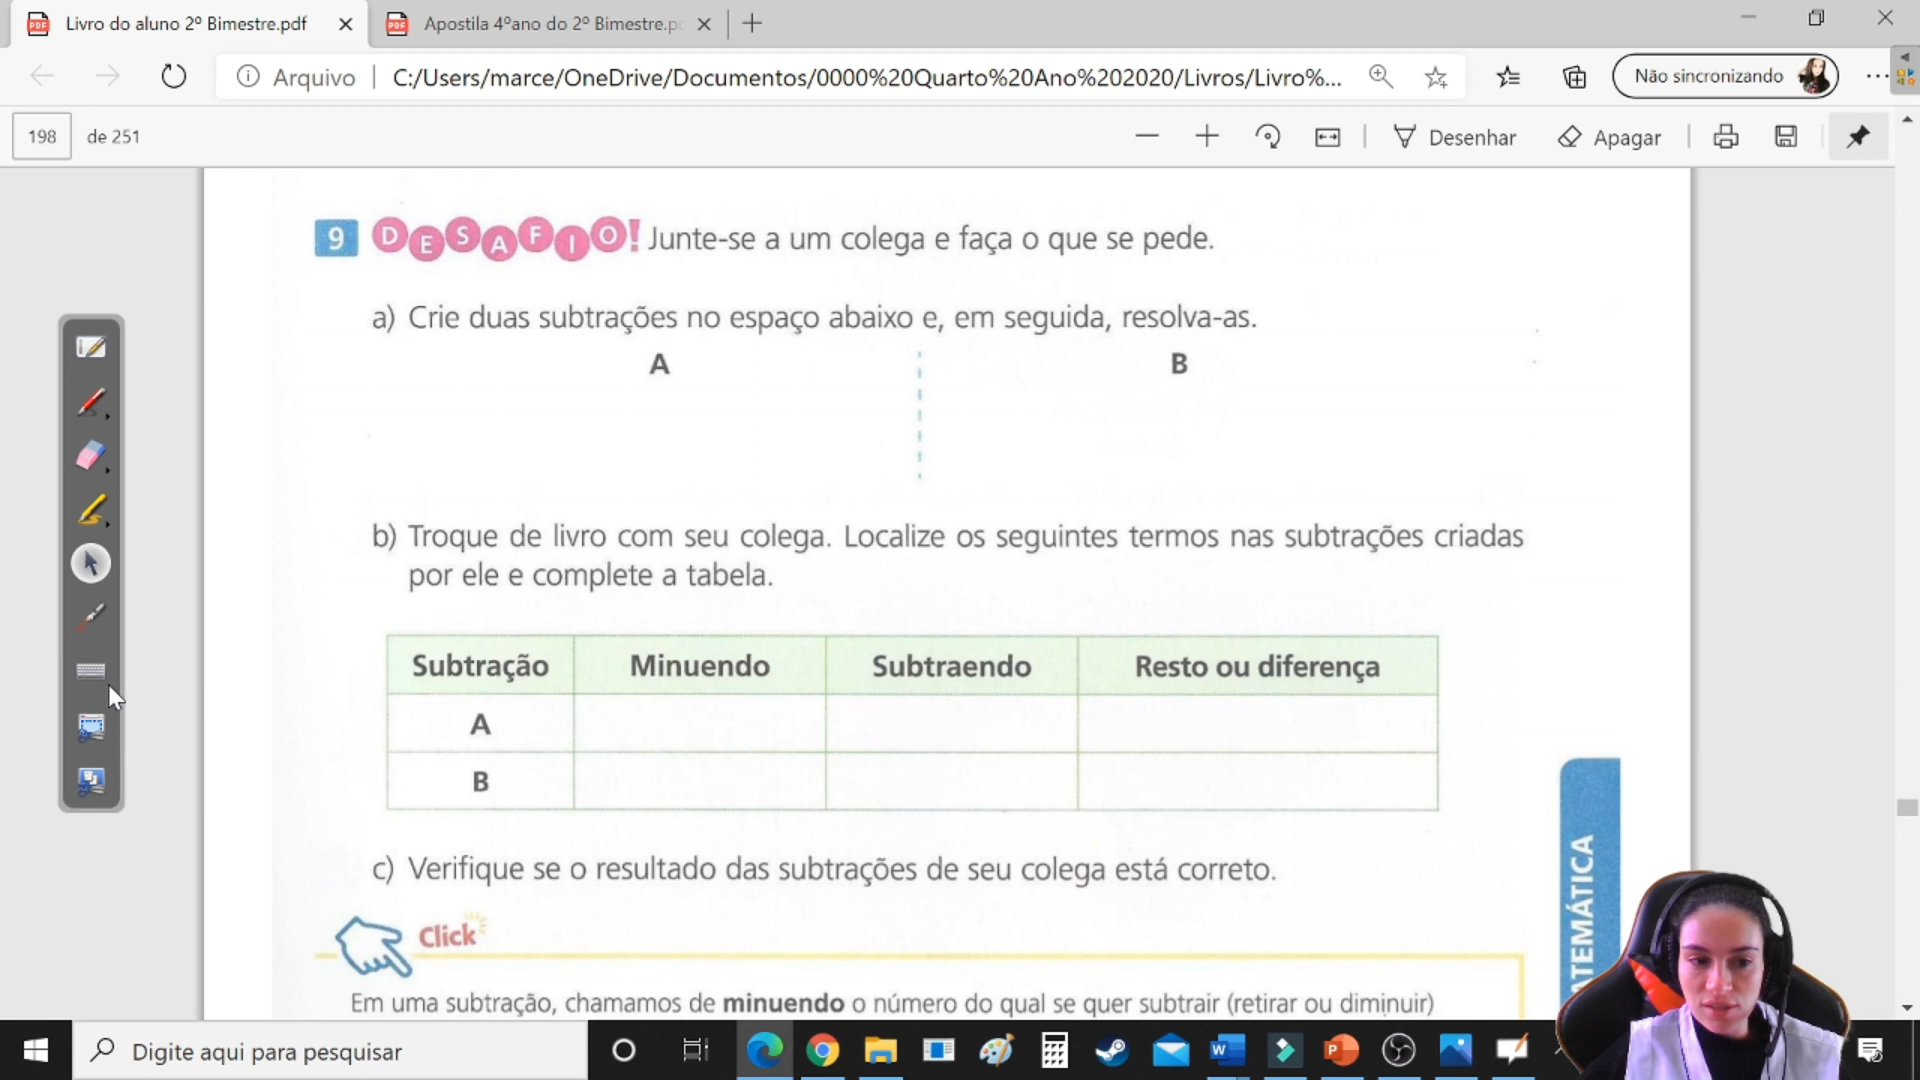 Livro do aluno 2º Bimestre.pdf
Apostila 4ºano do 2º Bimestre.p
Arquivo
C:/Users/marce/OneDrive/Documentos/0000%20Quarto%20Ano%202020/Livros/Livro%...
Não sincronizando
198 de 251
Desenhar
Apagar
9 DESAFIO! Junte-se a um colega e faça o que se pede.
a) Crie duas subtrações no espaço abaixo e, em seguida, resolva-as.
A B
b) Troque de livro com seu colega. Localize os seguintes termos nas subtrações criadas
por ele e complete a tabela.
Subtração Minuendo Subtraendo Resto ou diferença
A
B
c) Verifique se o resultado das subtrações de seu colega está correto.
Click
Em uma subtração, chamamos de minuendo o número do qual se quer subtrair (retirar ou diminuir)
ATEMÁTICA
Digite aqui para pesquisar